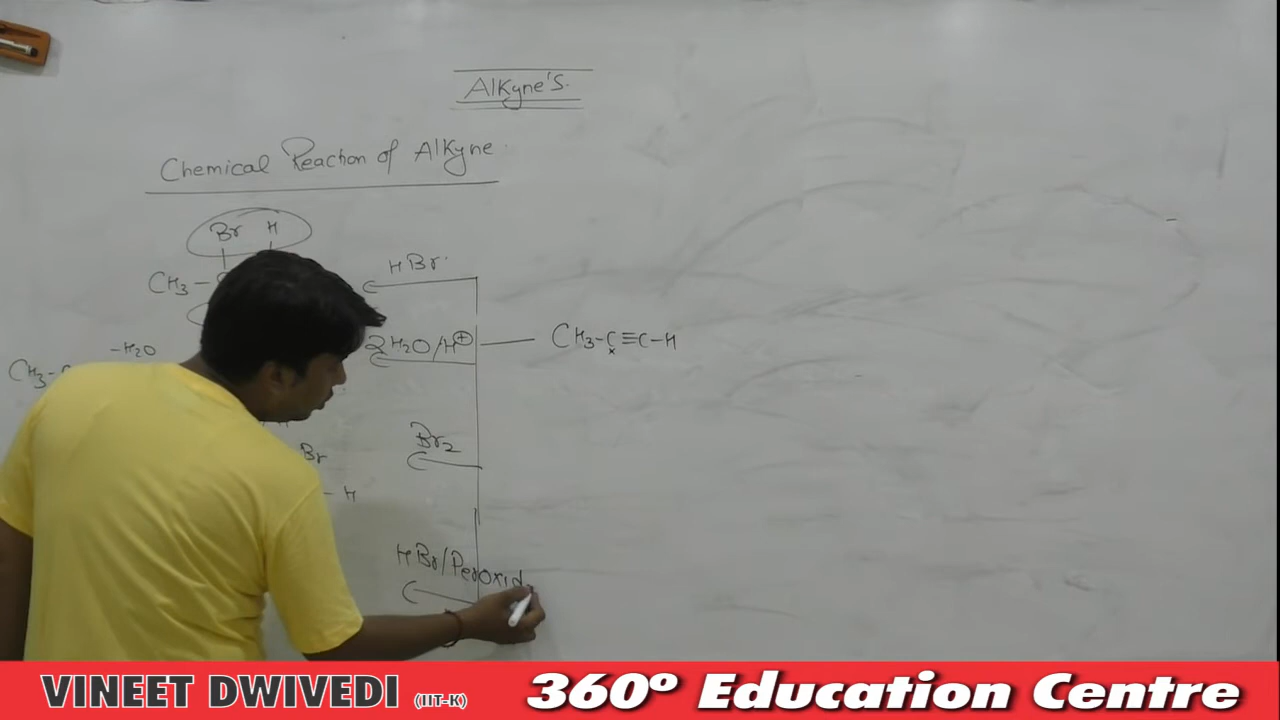 AlKyne'S.
Chemical Reaction of AlKyne
Br H
CH3–
HBr
2H2O/H⊕
CH3–C≡C–H
x
–H2O
CH3–
Br2
Br
– H
HBr/Peroxid
VINEET DWIVEDI (IIT-K)
360º Education Centre